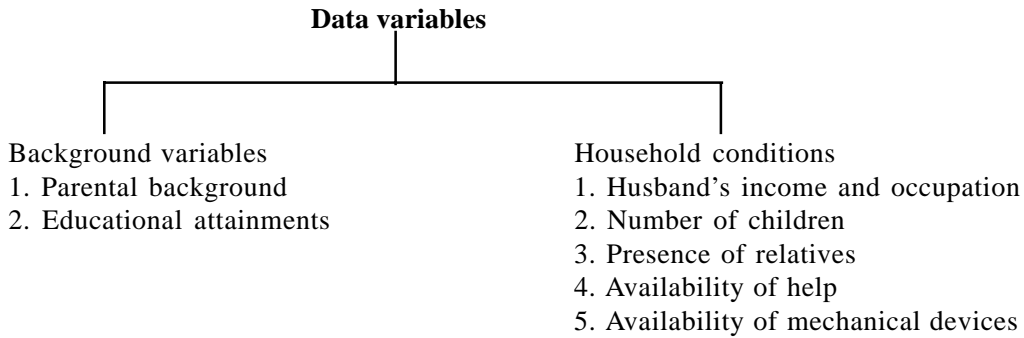 Data variables
Background variables
1. Parental background
2. Educational attainments
Household conditions
1. Husband's income and occupation
2. Number of children
3. Presence of relatives
4. Availability of help
5. Availability of mechanical devices